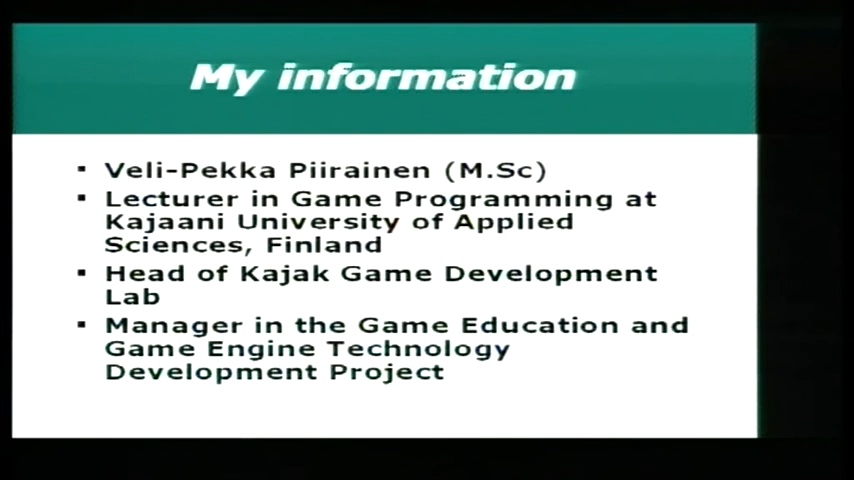 My information
▪ Veli-Pekka Piirainen (M.Sc)
▪ Lecturer in Game Programming at
Kajaani University of Applied
Sciences, Finland
▪ Head of Kajak Game Development
Lab
▪ Manager in the Game Education and
Game Engine Technology
Development Project